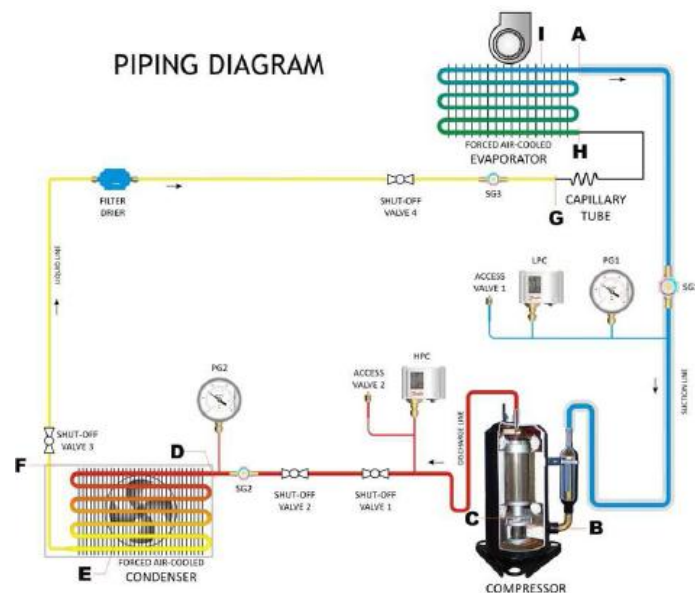 PIPING DIAGRAM
I
A
FORCED AIR-COOLED
EVAPORATOR
H
FILTER
DRIER
SHUT-OFF
VALVE 4
SG3
G
CAPILLARY
TUBE
LIQUID LINE
ACCESS
VALVE 1
LPC
PG1
SG
SUCTION LINE
PG2
ACCESS
VALVE 2
HPC
DISCHARGE LINE
SHUT-OFF
VALVE 3
F
D
SG2
SHUT-OFF
VALVE 2
SHUT-OFF
VALVE 1
C
B
E
FORCED AIR-COOLED
CONDENSER
COMPRESSOR